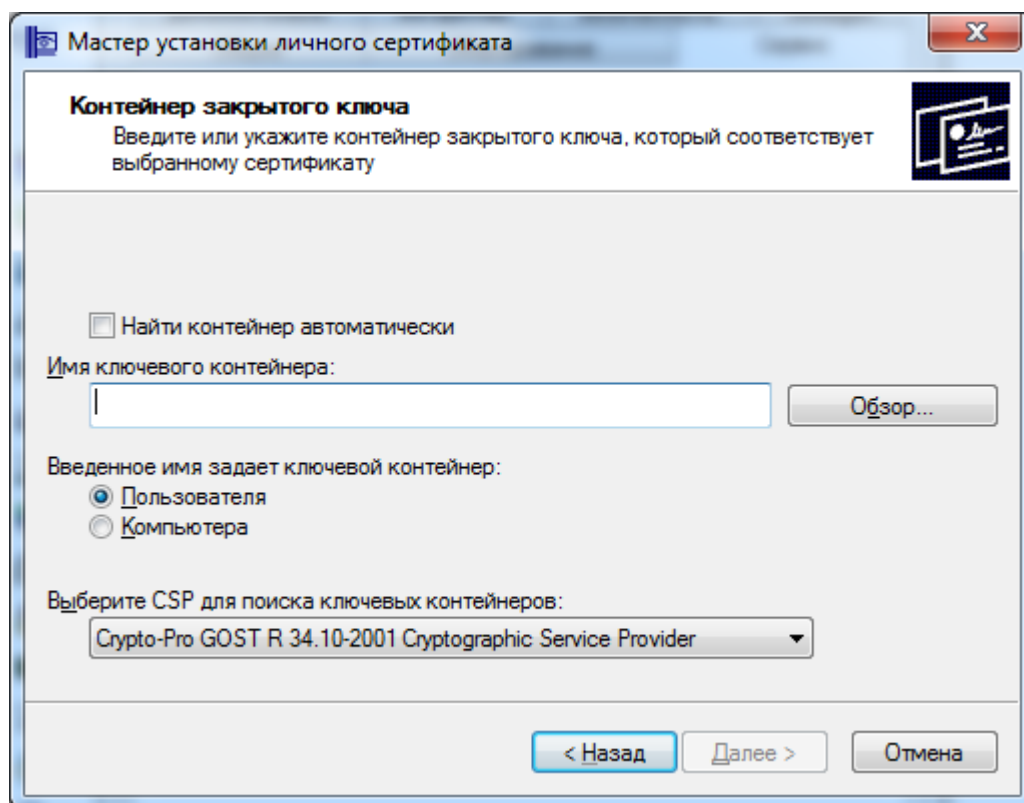 Мастер установки личного сертификата
Контейнер закрытого ключа
Введите или укажите контейнер закрытого ключа, который соответствует
выбранному сертификату
Найти контейнер автоматически
Имя ключевого контейнера:
Обзор...
Введенное имя задает ключевой контейнер:
Пользователя
Компьютера
Выберите CSP для поиска ключевых контейнеров:
Crypto-Pro GOST R 34.10-2001 Cryptographic Service Provider
< Назад Далее > Отмена